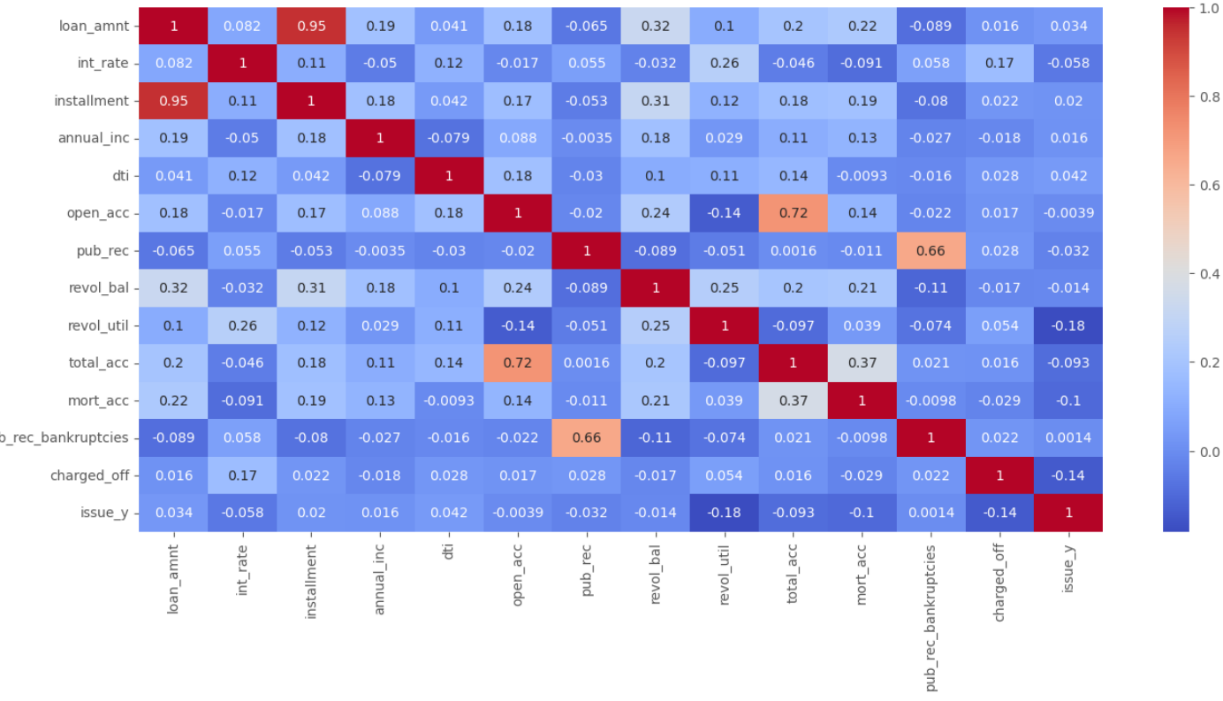 loan_amnt 1 0.082 0.95 0.19 0.041 0.18 -0.065 0.32 0.1 0.2 0.22 -0.089 0.016 0.034
int_rate 0.082 1 0.11 -0.05 0.12 -0.017 0.055 -0.032 0.26 -0.046 -0.091 0.058 0.17 -0.058
installment 0.95 0.11 1 0.18 0.042 0.17 -0.053 0.31 0.12 0.18 0.19 -0.08 0.022 0.02
annual_inc 0.19 -0.05 0.18 1 -0.079 0.088 -0.0035 0.18 0.029 0.11 0.13 -0.027 -0.018 0.016
dti 0.041 0.12 0.042 -0.079 1 0.18 -0.03 0.1 0.11 0.14 -0.0093 -0.016 0.028 0.042
open_acc 0.18 -0.017 0.17 0.088 0.18 1 -0.02 0.24 -0.14 0.72 0.14 -0.022 0.017 -0.0039
pub_rec -0.065 0.055 -0.053 -0.0035 -0.03 -0.02 1 -0.089 -0.051 0.0016 -0.011 0.66 0.028 -0.032
revol_bal 0.32 -0.032 0.31 0.18 0.1 0.24 -0.089 1 0.25 0.2 0.21 -0.11 -0.017 -0.014
revol_util 0.1 0.26 0.12 0.029 0.11 -0.14 -0.051 0.25 1 -0.097 0.039 -0.074 0.054 -0.18
total_acc 0.2 -0.046 0.18 0.11 0.14 0.72 0.0016 0.2 -0.097 1 0.37 0.021 0.016 -0.093
mort_acc 0.22 -0.091 0.19 0.13 -0.0093 0.14 -0.011 0.21 0.039 0.37 1 -0.0098 -0.029 -0.1
b_rec_bankruptcies -0.089 0.058 -0.08 -0.027 -0.016 -0.022 0.66 -0.11 -0.074 0.021 -0.0098 1 0.022 0.0014
charged_off 0.016 0.17 0.022 -0.018 0.028 0.017 0.028 -0.017 0.054 0.016 -0.029 0.022 1 -0.14
issue_y 0.034 -0.058 0.02 0.016 0.042 -0.0039 -0.032 -0.014 -0.18 -0.093 -0.1 0.0014 -0.14 1
loan_amnt int_rate installment annual_inc dti open_acc pub_rec revol_bal revol_util total_acc mort_acc pub_rec_bankruptcies charged_off issue_y
1.0
0.8
0.6
0.4
0.2
0.0